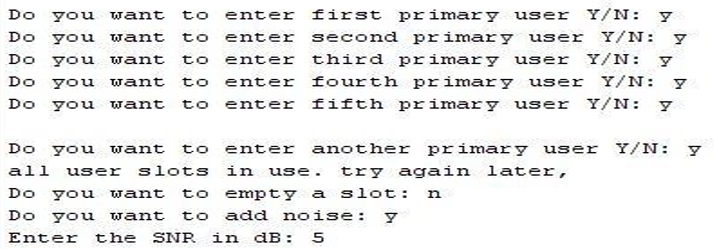 Do you want to enter first primary user Y/N: y
Do you want to enter second primary user Y/N: y
Do you want to enter third primary user Y/N: y
Do you want to enter fourth primary user Y/N: y
Do you want to enter fifth primary user Y/N: y
Do you want to enter another primary user Y/N: y
all user slots in use. try again later,
Do you want to empty a slot: n
Do you want to add noise: y
Enter the SNR in dB: 5